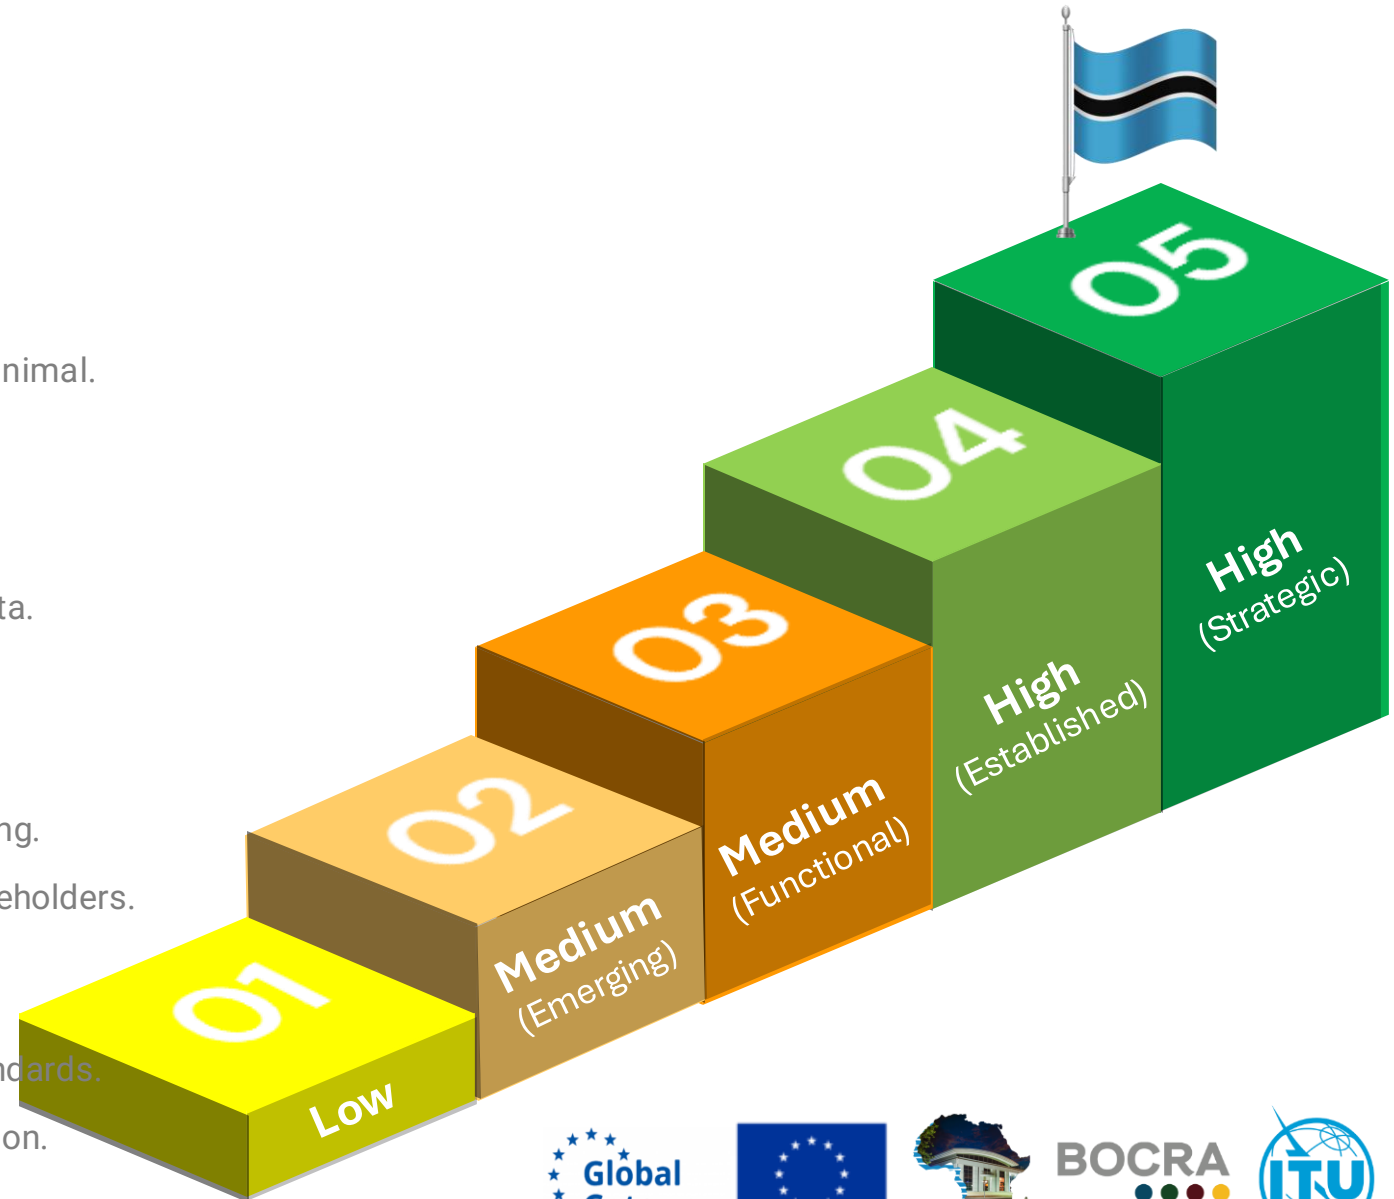 nimal.
ta.
ng.
eholders.
ndards.
on.
05
04
03
02
01
High
(Strategic)
High
(Established)
Medium
(Functional)
Medium
(Emerging)
Low
Global
BOCRA
ITU